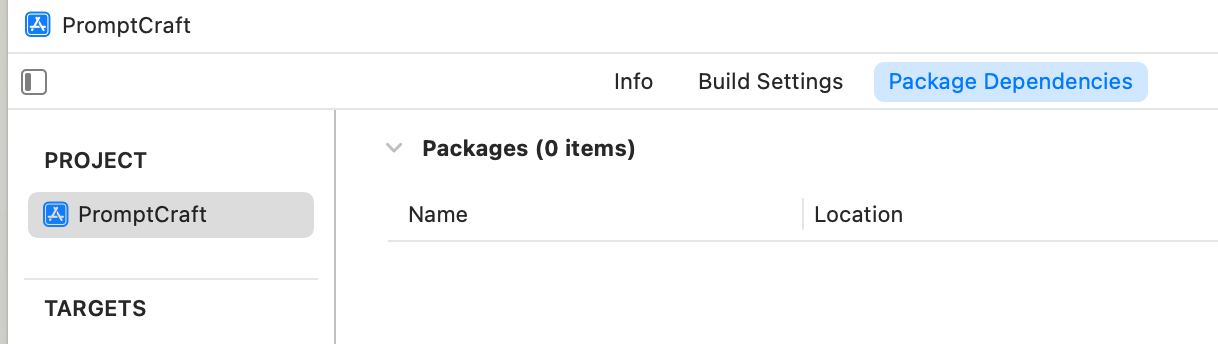 PromptCraft
Info Build Settings Package Dependencies
PROJECT
PromptCraft
TARGETS
Packages (0 items)
Name Location